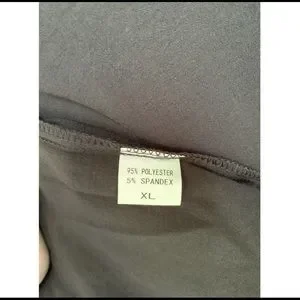 95% POLYESTER
5% SPANDEX
XL